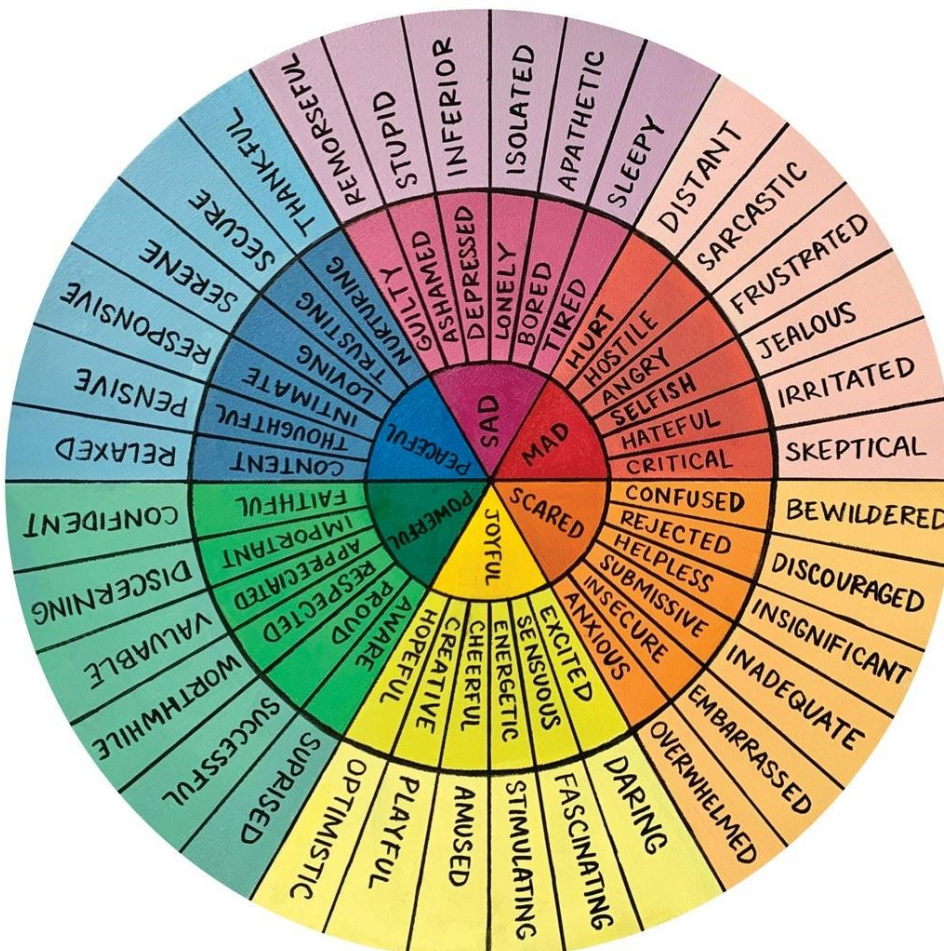 SAD
MAD
SCARED
JOYFUL
POWERFUL
PEACEFUL
GUILTY
ASHAMED
DEPRESSED
LONELY
BORED
TIRED
HURT
HOSTILE
ANGRY
SELFISH
HATEFUL
CRITICAL
CONFUSED
REJECTED
HELPLESS
SUBMISSIVE
INSECURE
ANXIOUS
EXCITED
SENSUOUS
ENERGETIC
CHEERFUL
CREATIVE
HOPEFUL
AWARE
PROUD
RESPECTED
APPRECIATED
IMPORTANT
FAITHFUL
CONTENT
THOUGHTFUL
INTIMATE
LOVING
TRUSTING
NURTURING
REMORSEFUL
STUPID
INFERIOR
ISOLATED
APATHETIC
SLEEPY
DISTANT
SARCASTIC
FRUSTRATED
JEALOUS
IRRITATED
SKEPTICAL
BEWILDERED
DISCOURAGED
INSIGNIFICANT
INADEQUATE
EMBARRASSED
OVERWHELMED
DARING
FASCINATING
STIMULATING
AMUSED
PLAYFUL
OPTIMISTIC
SUPRISED
SUCCESSFUL
WORTHWHILE
VALUABLE
DISCERNING
CONFIDENT
RELAXED
PENSIVE
RESPONSIVE
SERENE
SECURE
THANKFUL